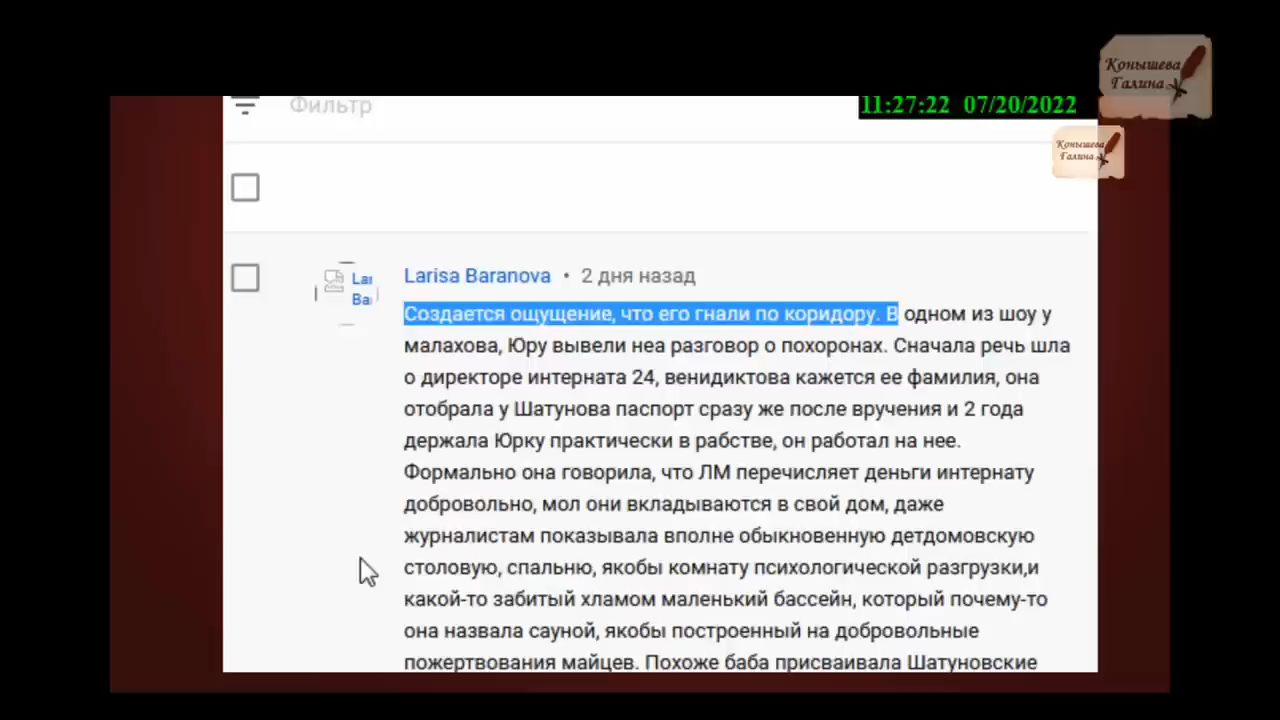 Конышева
Галина
Фильтр
11:27:22 07/20/2022
Конышева
Галина
Lar
Ba
Larisa Baranova • 2 дня назад
Создается ощущение, что его гнали по коридору. В одном из шоу у
малахова, Юру вывели неа разговор о похоронах. Сначала речь шла
о директоре интерната 24, венидиктова кажется ее фамилия, она
отобрала у Шатунова паспорт сразу же после вручения и 2 года
держала Юрку практически в рабстве, он работал на нее.
Формально она говорила, что ЛМ перечисляет деньги интернату
добровольно, мол они вкладываются в свой дом, даже
журналистам показывала вполне обыкновенную детдомовскую
столовую, спальню, якобы комнату психологической разгрузки,и
какой-то забитый хламом маленький бассейн, который почему-то
она назвала сауной, якобы построенный на добровольные
пожертвования майцев. Похоже баба присваивала Шатуновские